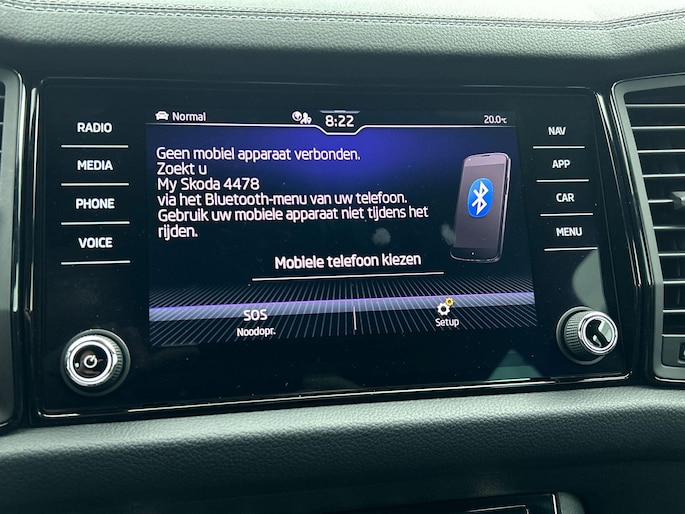 Normal
8:22
20.0°C
RADIO
MEDIA
PHONE
VOICE
NAV
APP
CAR
MENU
Geen mobiel apparaat verbonden.
Zoekt u
My Skoda 4478
via het Bluetooth-menu van uw telefoon.
Gebruik uw mobiele apparaat niet tijdens het
rijden.
Mobiele telefoon kiezen
SOS
Noodopr.
Setup